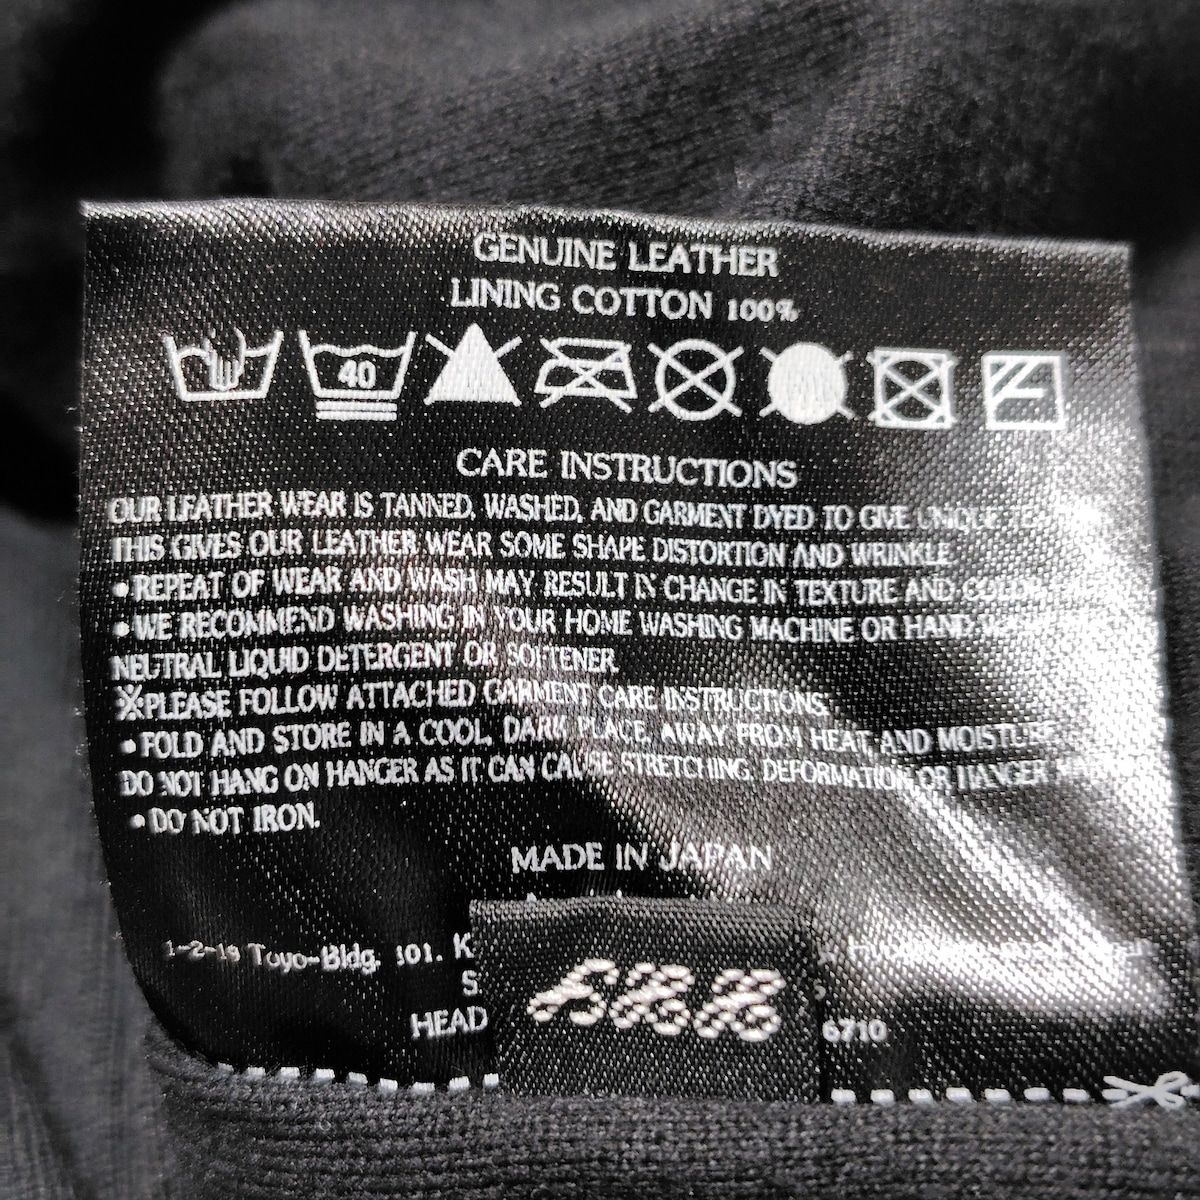 GENUINE LEATHER
LINING COTTON 100%
40
CARE INSTRUCTIONS
OUR LEATHER WEAR IS TANNED, WASHED, AND GARMENT DYED TO GIVE UNIQUE
THIS GIVES OUR LEATHER WEAR SOME SHAPE DISTORTION AND WRINKLE
•REPEAT OF WEAR AND WASH MAY RESULT IN CHANGE IN TEXTURE AND
•WE RECOMMEND WASHING IN YOUR HOME WASHING MACHINE OR HAND
NEUTRAL LIQUID DETERGENT OR SOFTENER.
※PLEASE FOLLOW ATTACHED GARMENT CARE INSTRUCTIONS.
•FOLD AND STORE IN A COOL, DARK PLACE, AWAY FROM HEAT, AND
DO NOT HANG ON HANGER AS IT CAN CAUSE STRETCHING, DEFORMATION, OR HANGER
•DO NOT IRON.
MADE IN JAPAN
Toyo-Bldg. 101.
HEAD
6710